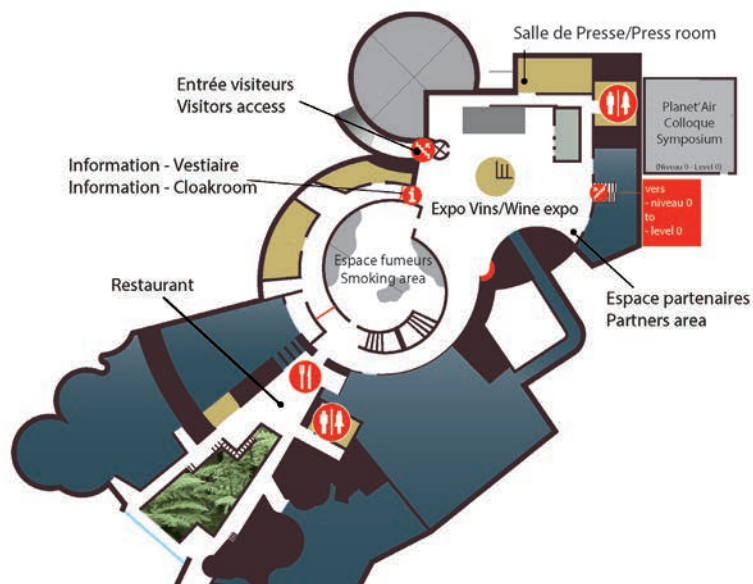 Salle de Presse/Press room
Entrée visiteurs
Visitors access
Planet'Air
Colloque
Symposium
(Niveau 0 - Level 0)
Information - Vestiaire
Information - Cloakroom
i
vers
- niveau 0
to
- level 0
Expo Vins/Wine expo
Espace fumeurs
Smoking area
Restaurant
Espace partenaires
Partners area